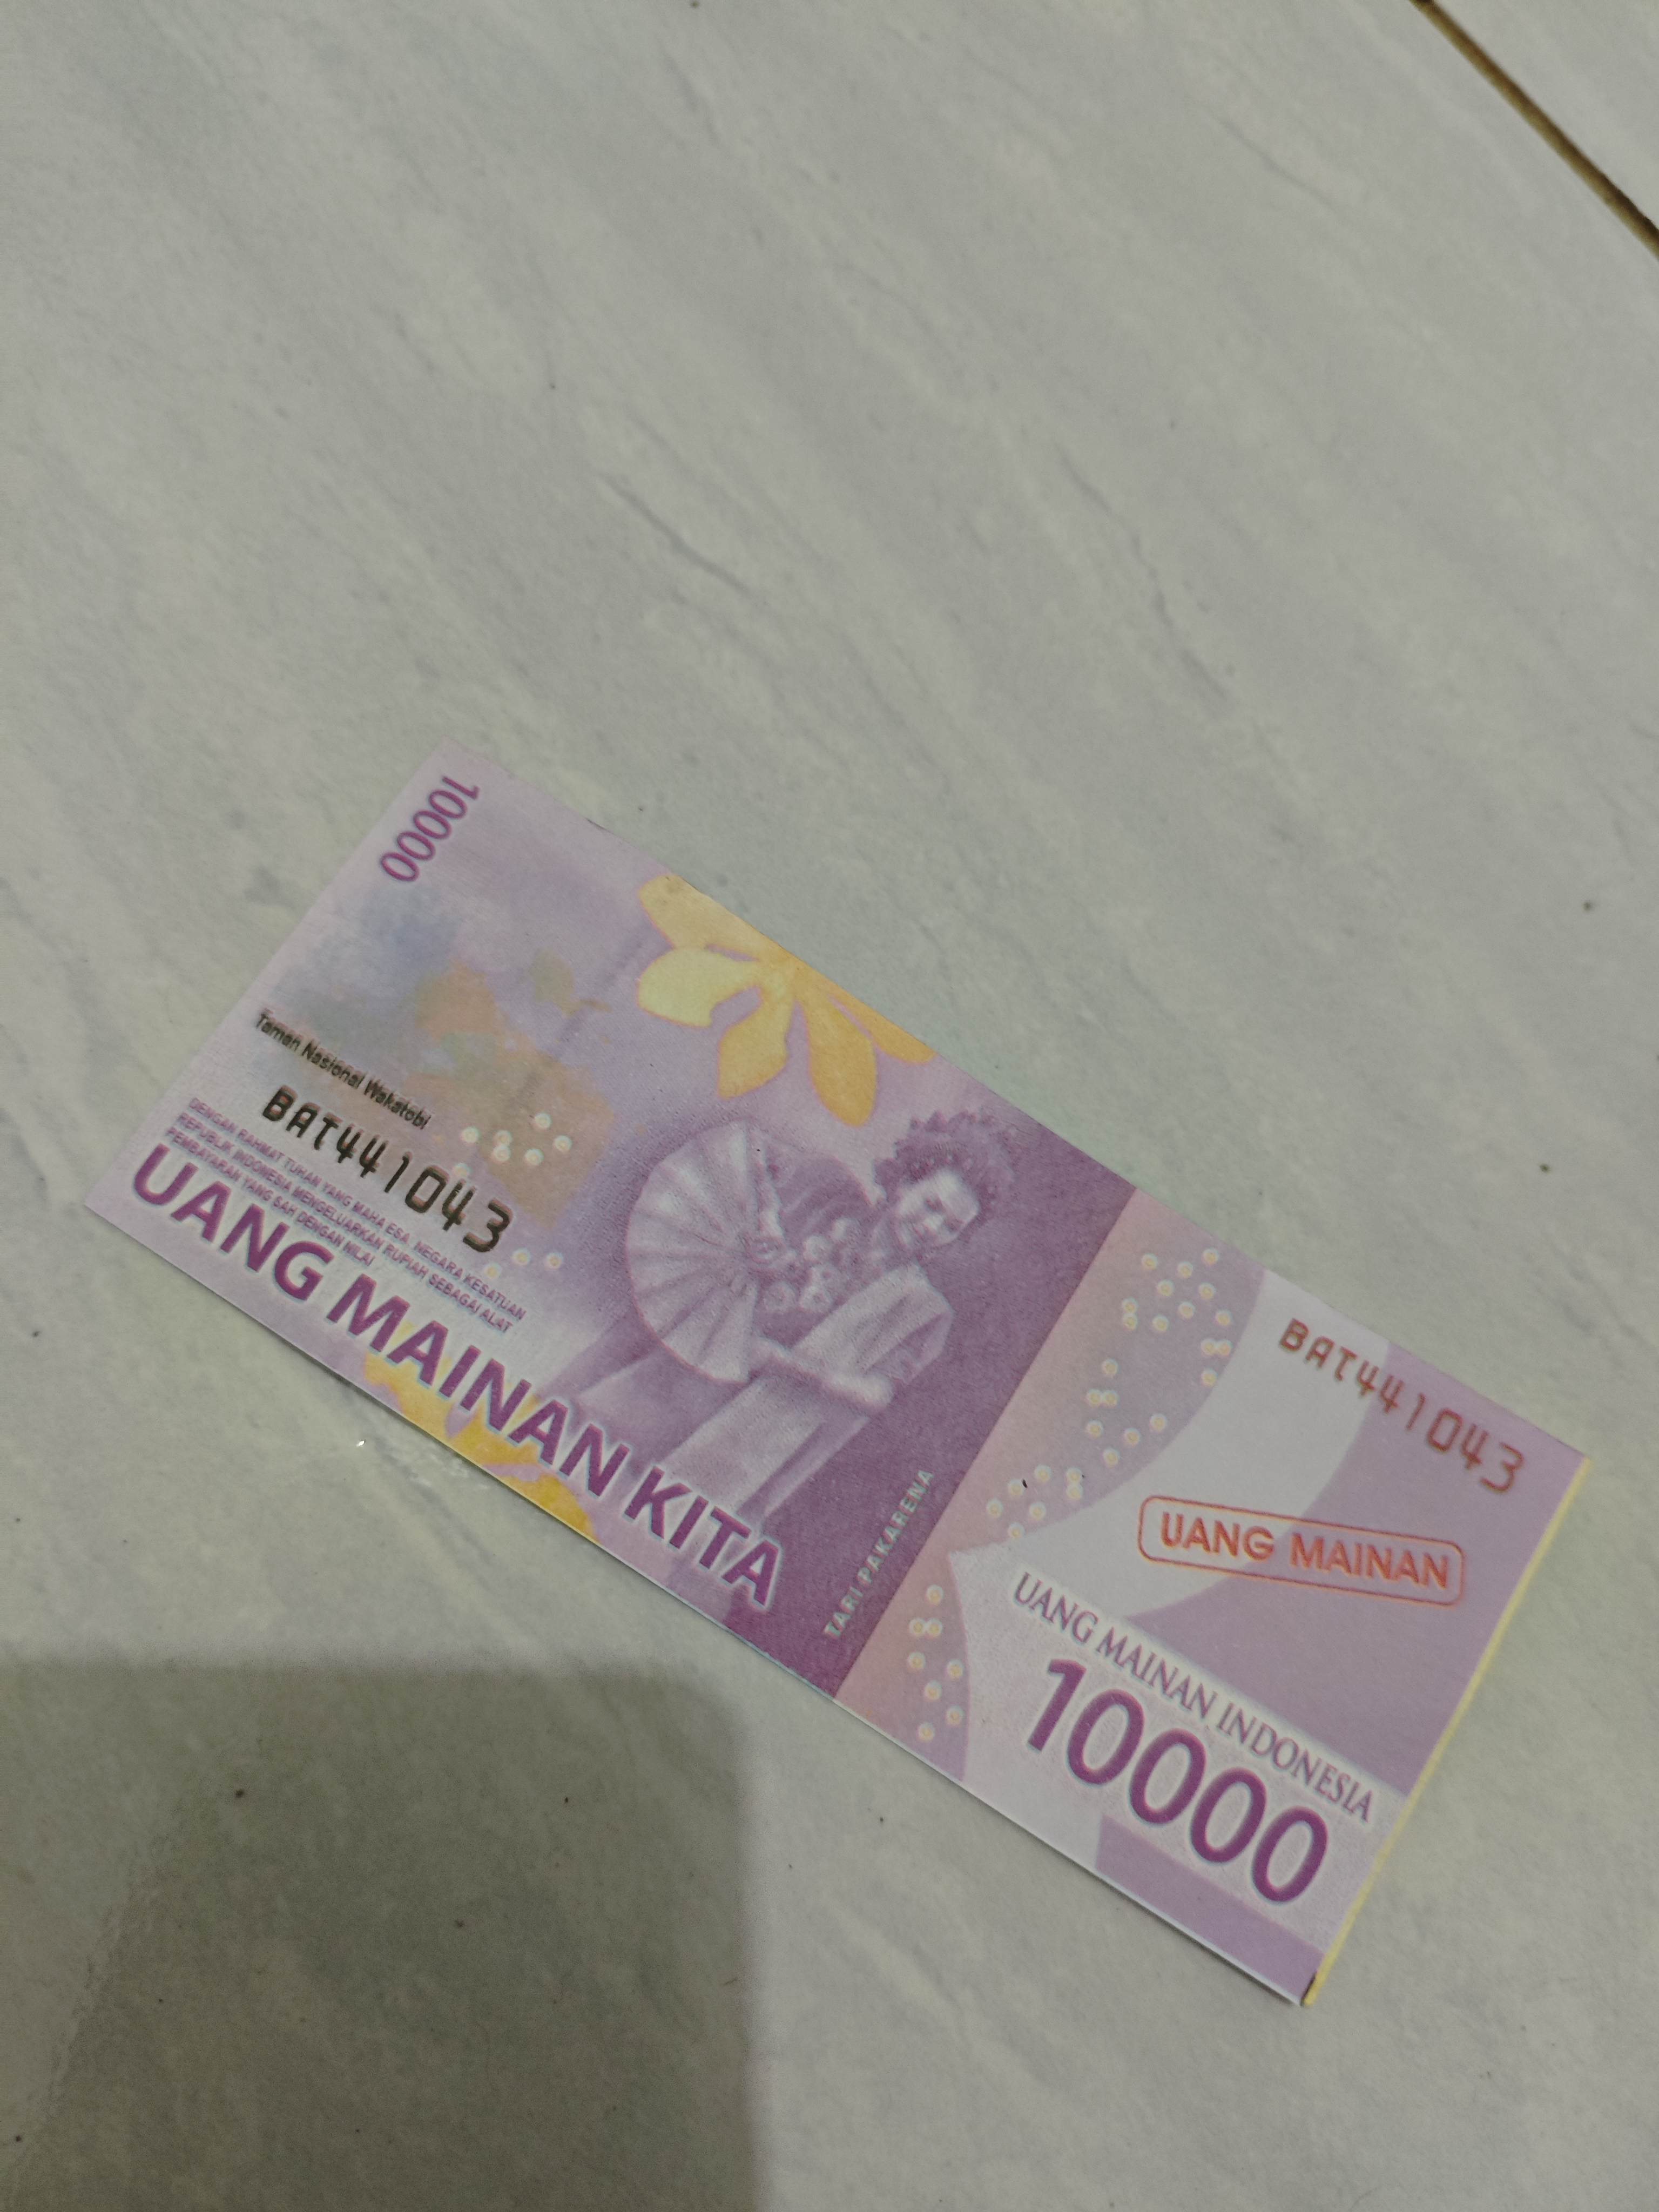 10000
Taman Nasional Wakatobi
BAT441043
DENGAN RAHMAT TUHAN YANG MAHA ESA, NEGARA KESATUAN
REPUBLIK INDONESIA MENGELUARKAN RUPIAH SEBAGAI ALAT
PEMBAYARAN YANG SAH DENGAN NILAI
UANG MAINAN KITA
TARI PAKARENA
BAT441043
UANG MAINAN
UANG MAINAN INDONESIA
10000